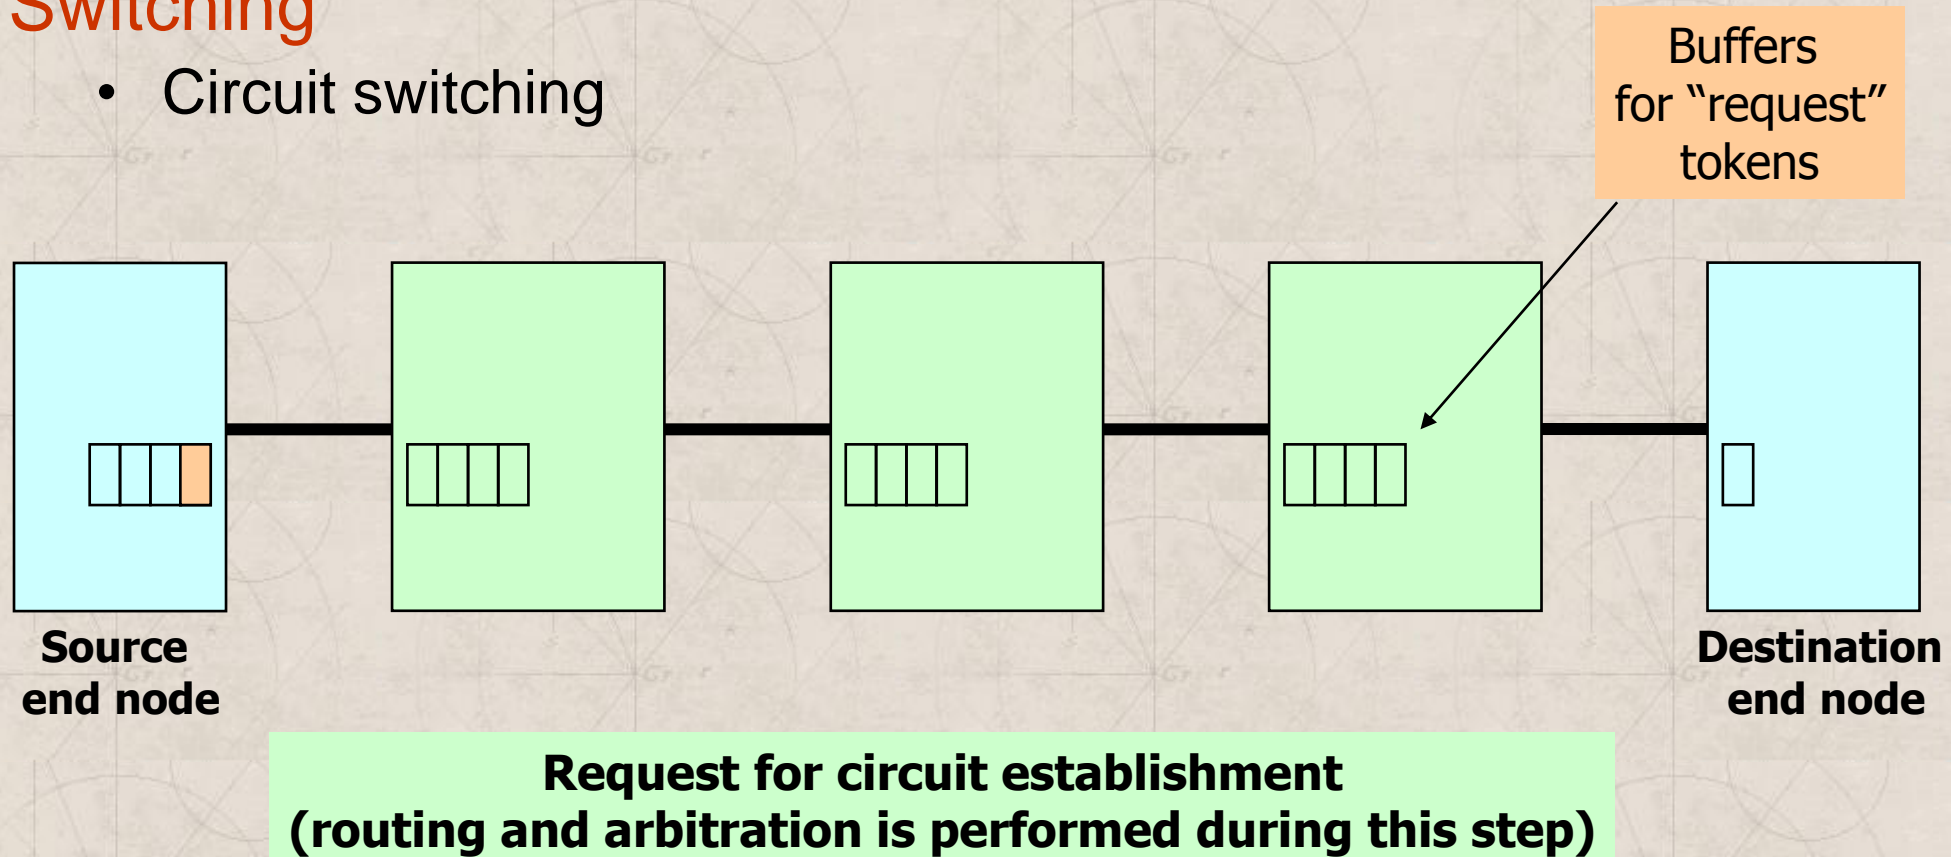 Switching
• Circuit switching
Buffers
for “request”
tokens
Source
end node
Destination
end node
Request for circuit establishment
(routing and arbitration is performed during this step)